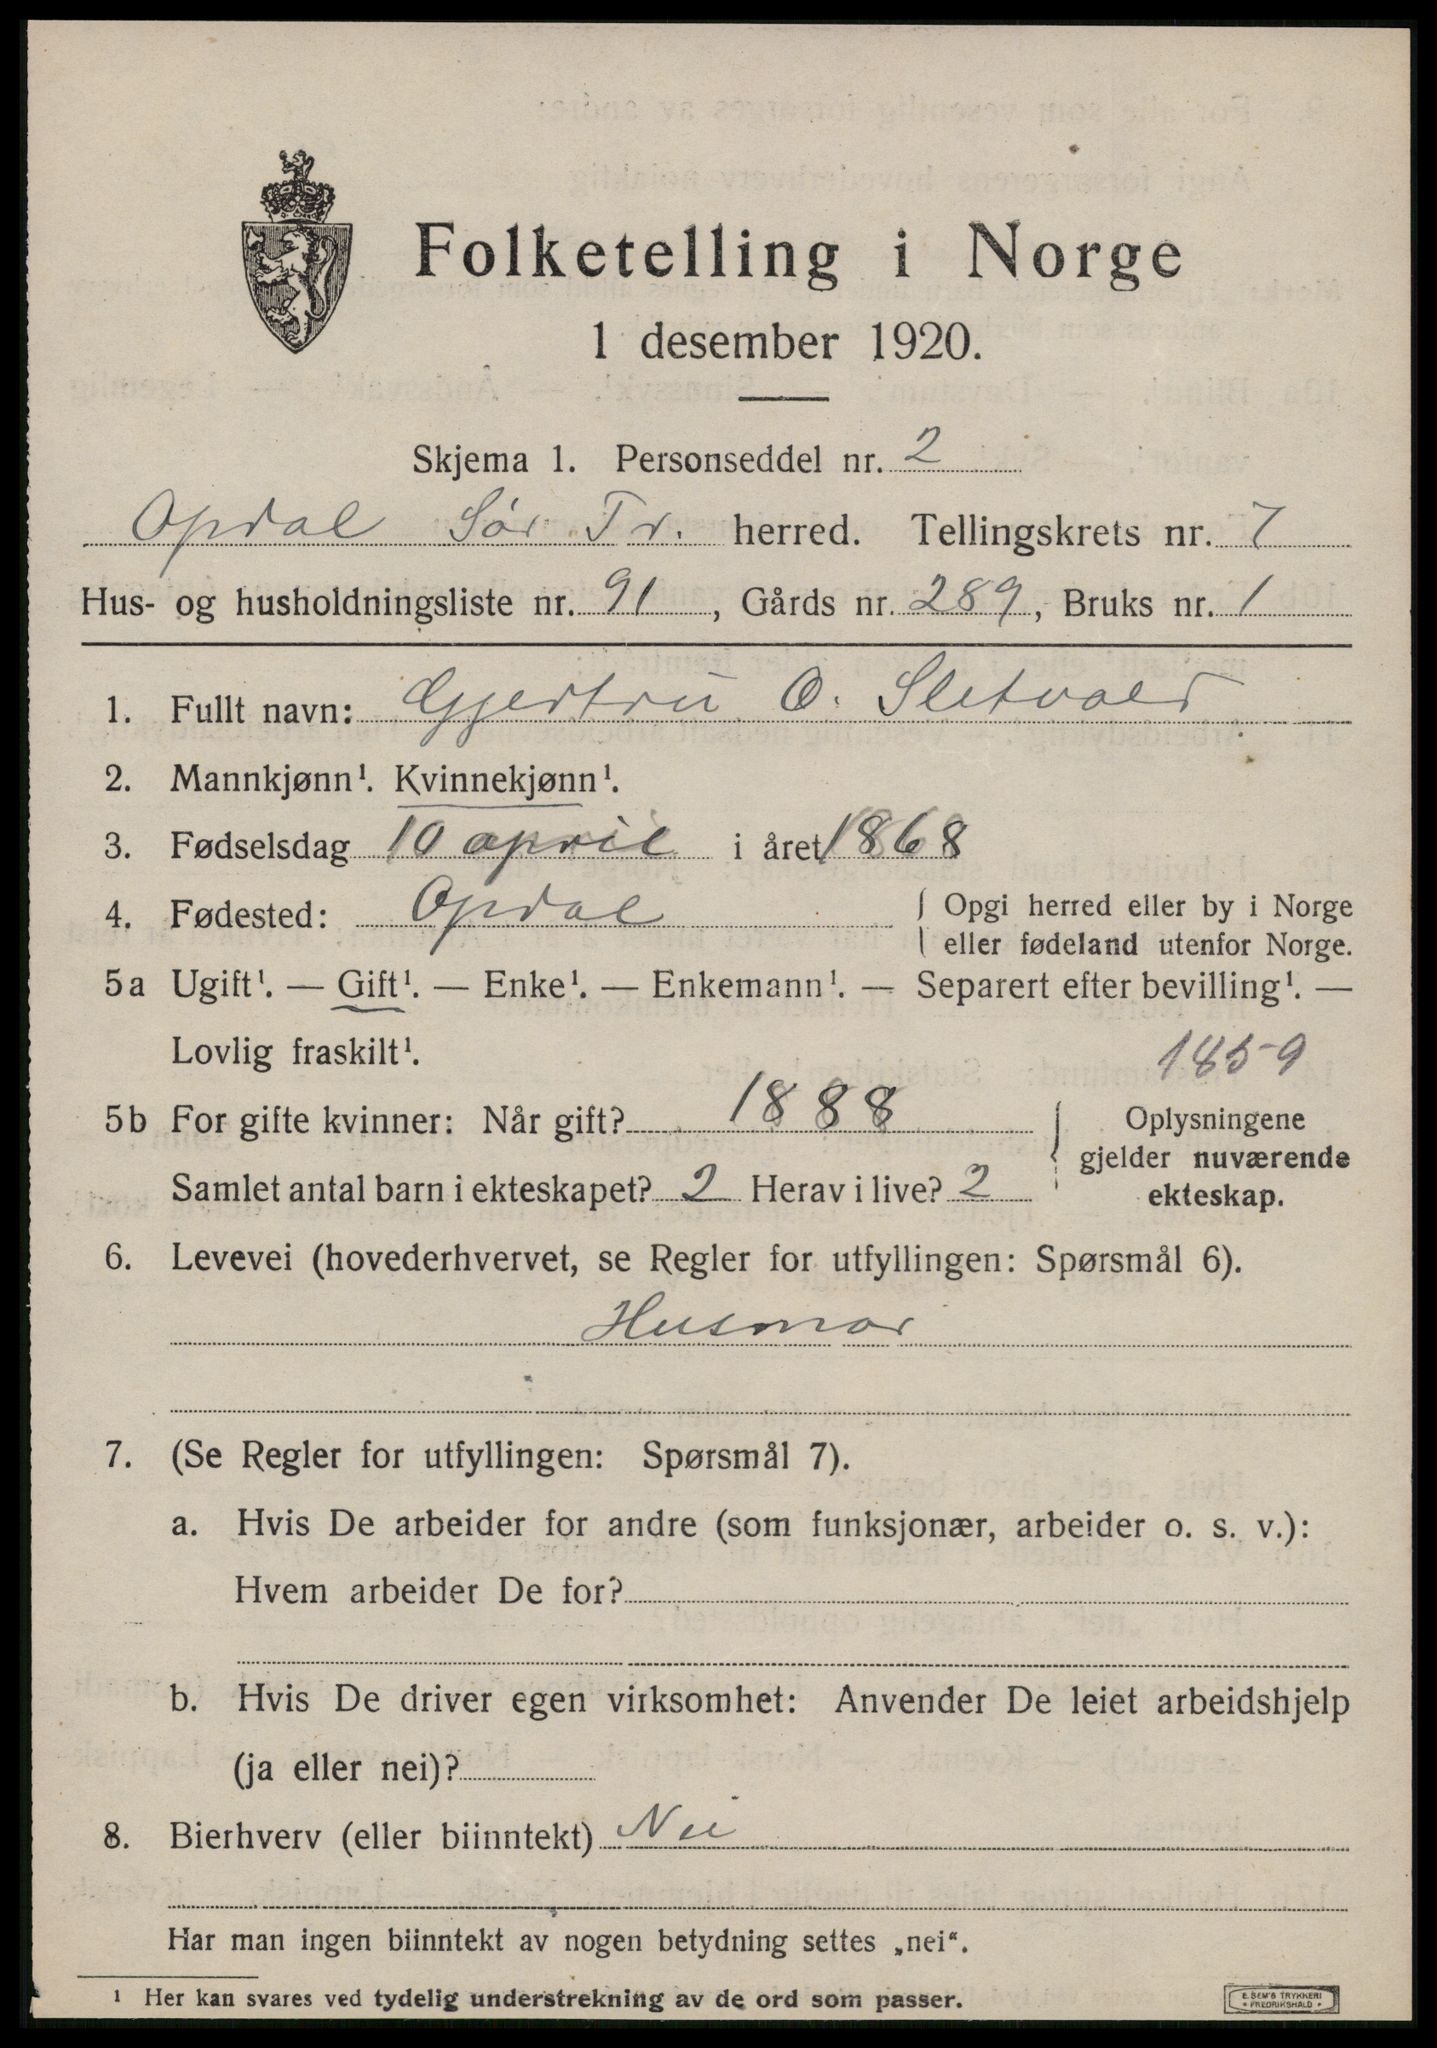 Folketelling i Norge
1 desember 1920.
Skjema 1. Personseddel nr. 2
Opdal Sør Tr. herred. Tellingskrets nr. 7
Hus- og husholdningsliste nr. 91, Gårds nr. 289, Bruks nr. 1
1. Fullt navn: Gjertru O. Sletvold
2. Mannkjønn¹. Kvinnekjønn¹.
3. Fødselsdag 10 april i året 1868
4. Fødested: Opdal { Opgi herred eller by i Norge
eller fødeland utenfor Norge.
5a Ugift¹. — Gift¹. — Enke¹. — Enkemann¹. — Separert efter bevilling¹. —
Lovlig fraskilt¹.
1859
5b For gifte kvinner: Når gift? 1888
Samlet antal barn i ekteskapet? 2 Herav i live? 2
{ Oplysningene
gjelder nuværende
ekteskap.
6. Levevei (hovederhvervet, se Regler for utfyllingen: Spørsmål 6).
Husmor
7. (Se Regler for utfyllingen: Spørsmål 7).
a. Hvis De arbeider for andre (som funksjonær, arbeider o. s. v.):
Hvem arbeider De for?
b. Hvis De driver egen virksomhet: Anvender De leiet arbeidshjelp
(ja eller nei)?
8. Bierhverv (eller biinntekt) Nei
Har man ingen biinntekt av nogen betydning settes „nei“.
¹ Her kan svares ved tydelig understrekning av de ord som passer.
E. SEM'S TRYKKERI
FREDRIKSHALD